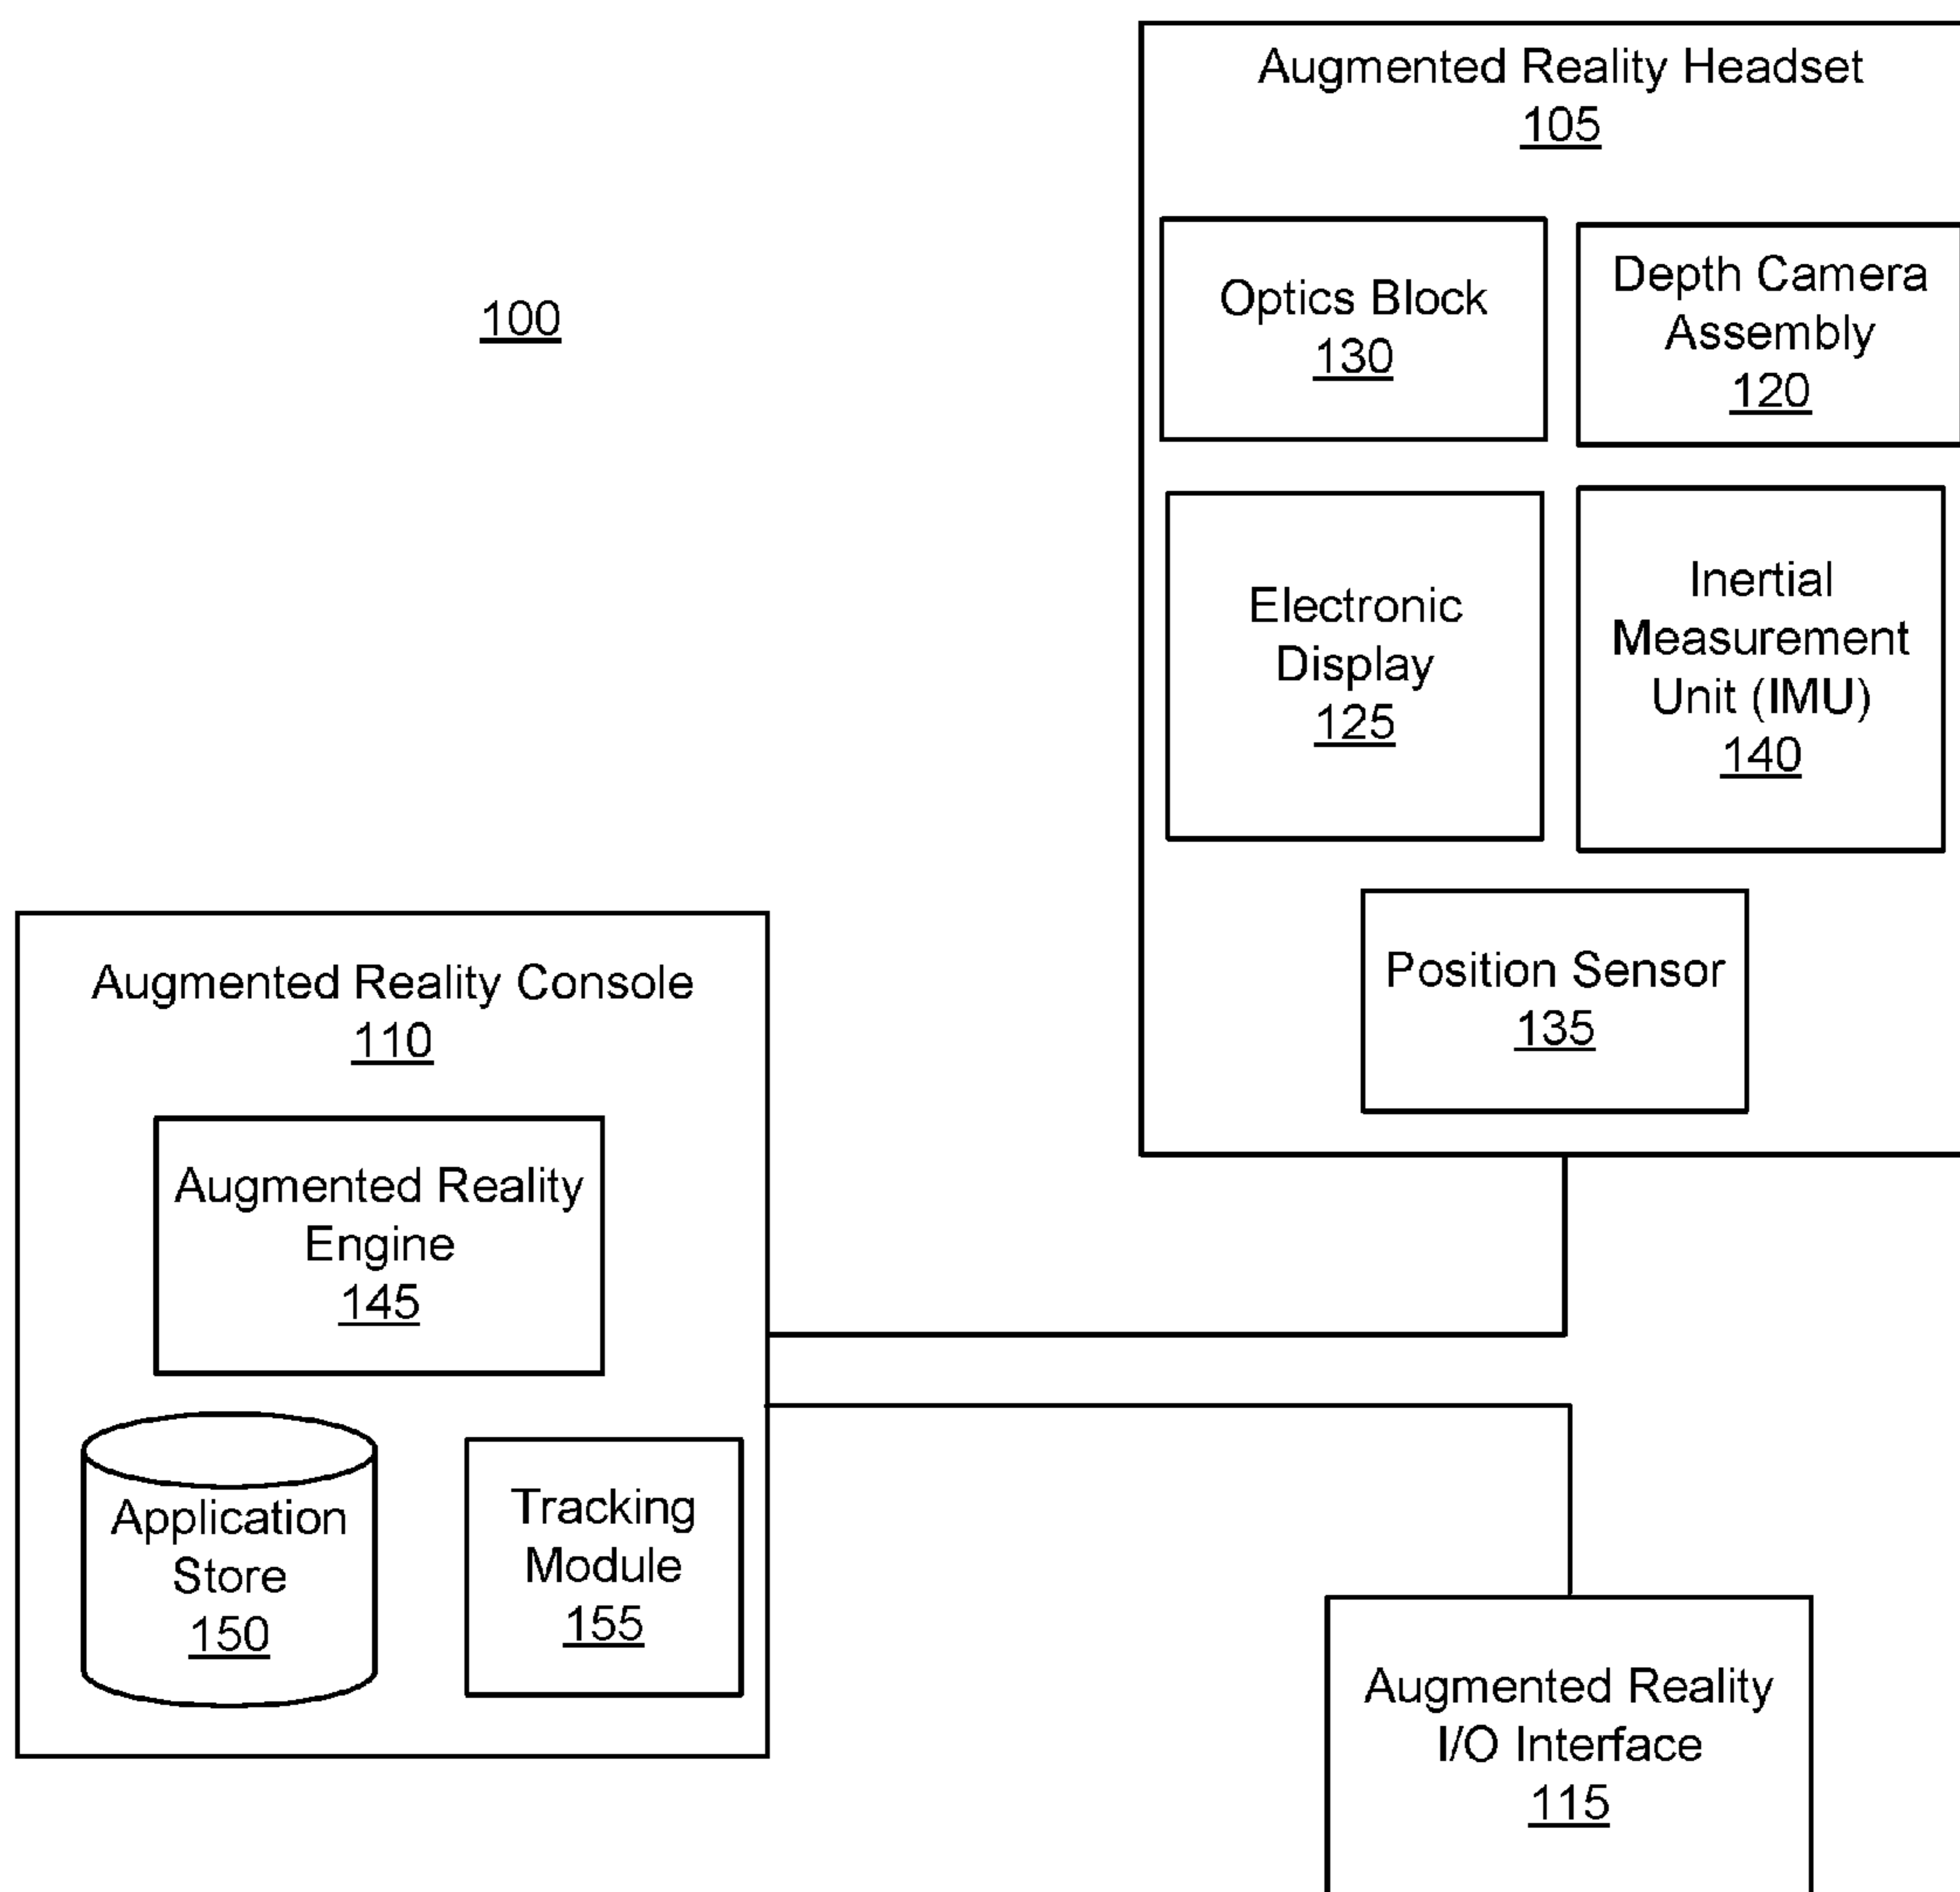 100
Augmented Reality Headset
105
Optics Block
130
Depth Camera
Assembly
120
Electronic
Display
125
Inertial
Measurement
Unit (IMU)
140
Position Sensor
135
Augmented Reality Console
110
Augmented Reality
Engine
145
Application
Store
150
Tracking
Module
155
Augmented Reality
I/O Interface
115